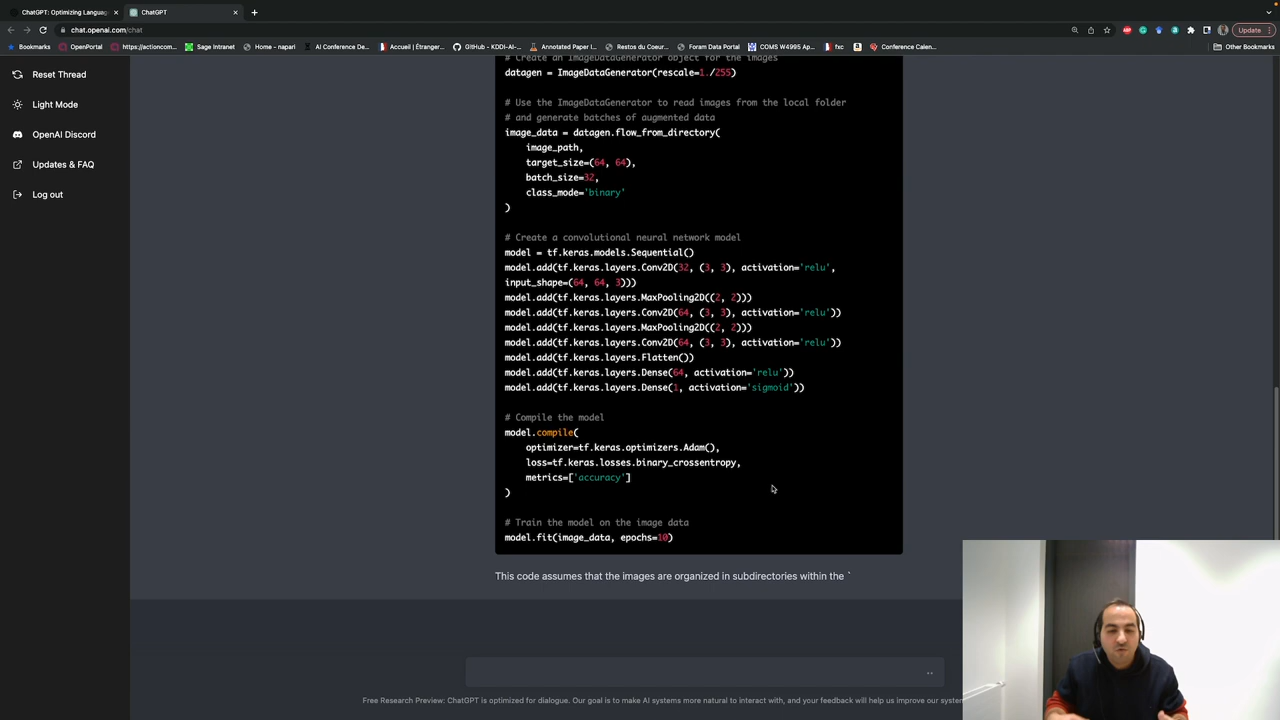 ChatGPT: Optimizing Langua
ChatGPT
chat.openai.com/chat
Update
Bookmarks
OpenPortal
https://actioncom...
Sage Intranet
Home - napari
AI Conference De...
Accueil | Étranger...
GitHub - KDDI-AI-...
Annotated Paper I...
Restos du Coeur...
Foram Data Portal
COMS W4995 Ap...
fxc
Conference Calen...
Other Bookmarks
Reset Thread
Light Mode
OpenAI Discord
Updates & FAQ
Log out
# Create an ImageDataGenerator object for the images
datagen = ImageDataGenerator(rescale=1./255)
# Use the ImageDataGenerator to read images from the local folder
# and generate batches of augmented data
image_data = datagen.flow_from_directory(
    image_path,
    target_size=(64, 64),
    batch_size=32,
    class_mode='binary'
)
# Create a convolutional neural network model
model = tf.keras.models.Sequential()
model.add(tf.keras.layers.Conv2D(32, (3, 3), activation='relu',
input_shape=(64, 64, 3)))
model.add(tf.keras.layers.MaxPooling2D((2, 2)))
model.add(tf.keras.layers.Conv2D(64, (3, 3), activation='relu'))
model.add(tf.keras.layers.MaxPooling2D((2, 2)))
model.add(tf.keras.layers.Conv2D(64, (3, 3), activation='relu'))
model.add(tf.keras.layers.Flatten())
model.add(tf.keras.layers.Dense(64, activation='relu'))
model.add(tf.keras.layers.Dense(1, activation='sigmoid'))
# Compile the model
model.compile(
    optimizer=tf.keras.optimizers.Adam(),
    loss=tf.keras.losses.binary_crossentropy,
    metrics=['accuracy']
)
# Train the model on the image data
model.fit(image_data, epochs=10)
This code assumes that the images are organized in subdirectories within the `
Free Research Preview: ChatGPT is optimized for dialogue. Our goal is to make AI systems more natural to interact with, and your feedback will help us improve our system